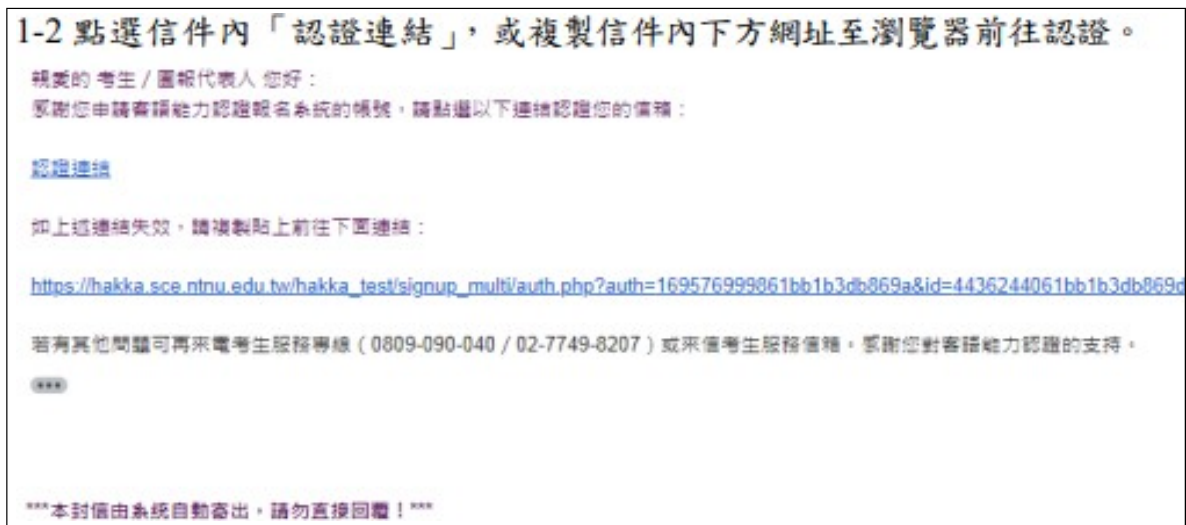 1-2 點選信件內「認證連結」，或複製信件內下方網址至瀏覽器前往認證。
親愛的 考生 / 團報代表人 您好：
感謝您申請客語能力認證報名系統的帳號，請點選以下連結認證您的信箱：
認證連結
如上述連結失效，請複製貼上前往下面連結：
https://hakka.sce.ntnu.edu.tw/hakka_test/signup_multi/auth.php?auth=169576999861bb1b3db869a&id=4436244061bb1b3db869d
若有其他問題可再來電考生服務專線（0809-090-040 / 02-7749-8207）或來信考生服務信箱。感謝您對客語能力認證的支持。
***本封信由系統自動寄出，請勿直接回覆！***